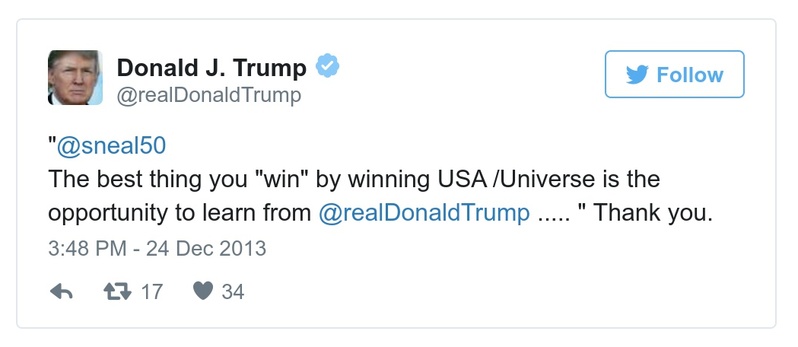 Donald J. Trump
@realDonaldTrump
Follow
"@sneal50
The best thing you "win" by winning USA /Universe is the
opportunity to learn from @realDonaldTrump ..... " Thank you.
3:48 PM - 24 Dec 2013
17 34